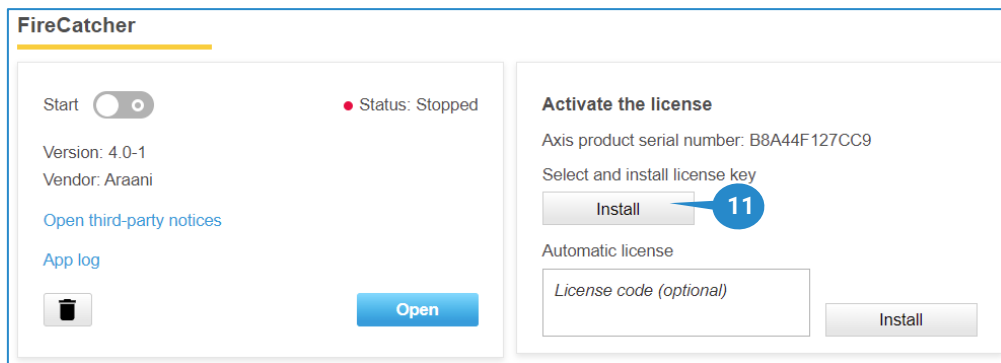 FireCatcher
Start
Status: Stopped
Version: 4.0-1
Vendor: Araani
Open third-party notices
App log
Open
Activate the license
Axis product serial number: B8A44F127CC9
Select and install license key
Install
11
Automatic license
License code (optional)
Install